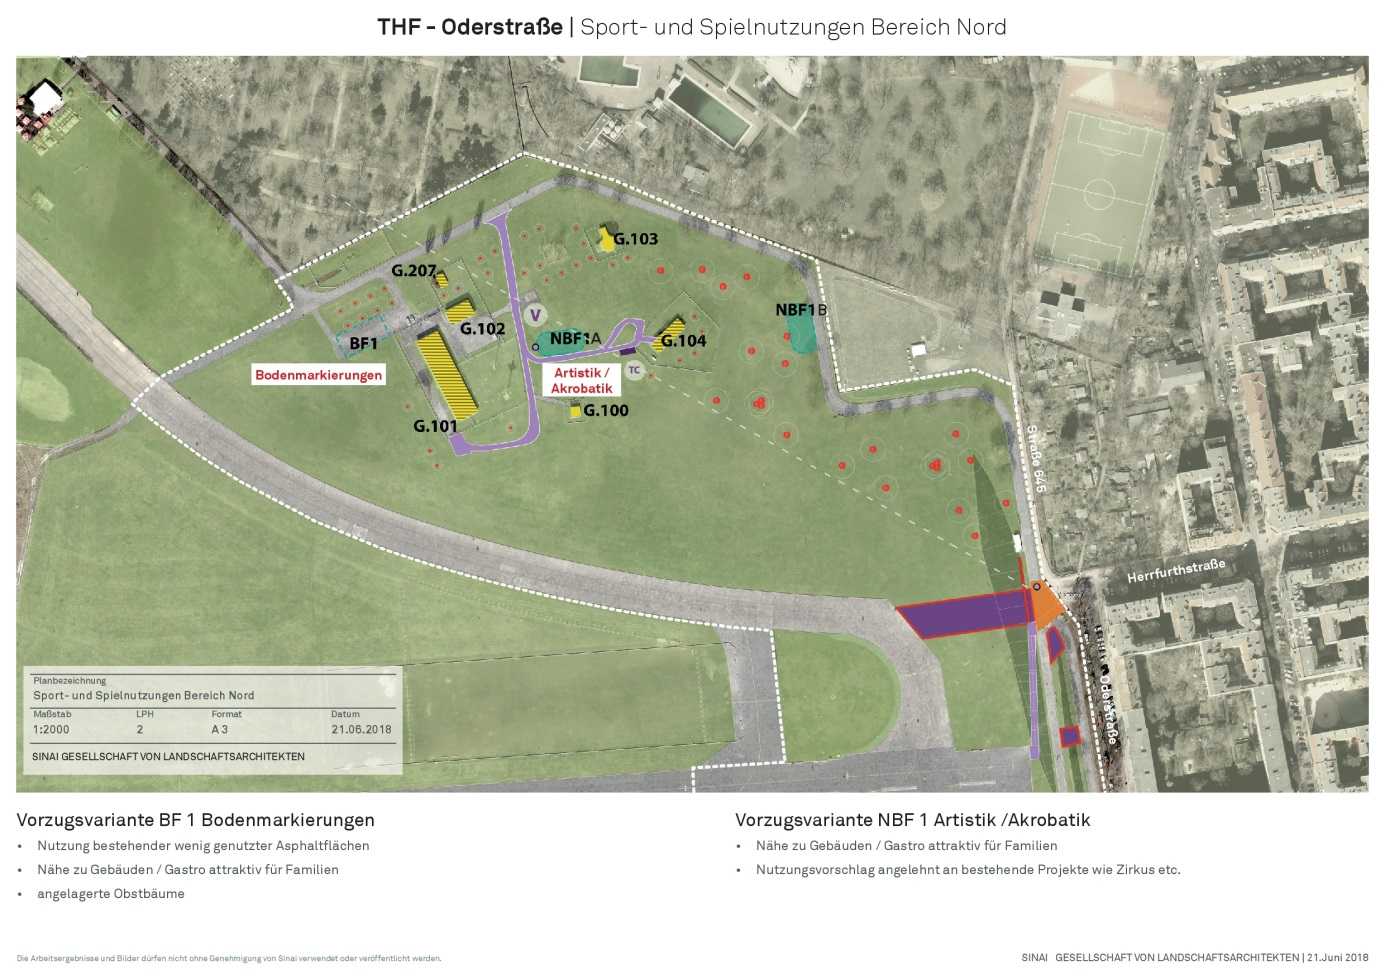 THF - Oderstraße | Sport- und Spielnutzungen Bereich Nord
G.103
G.207
NBF1B
V
19
G.102
BF1
NBF1A
G.104
TC
Bodenmarkierungen
Artistik /
Akrobatik
G.100
G.101
Straße 645
Herrfurthstraße
Oderstraße
Planbezeichnung
Sport- und Spielnutzungen Bereich Nord
Maßstab LPH Format Datum
1:2000 2 A 3 21.06.2018
SINAI GESELLSCHAFT VON LANDSCHAFTSARCHITEKTEN
Vorzugsvariante BF 1 Bodenmarkierungen
• Nutzung bestehender wenig genutzter Asphaltflächen
• Nähe zu Gebäuden / Gastro attraktiv für Familien
• angelagerte Obstbäume
Vorzugsvariante NBF 1 Artistik /Akrobatik
• Nähe zu Gebäuden / Gastro attraktiv für Familien
• Nutzungsvorschlag angelehnt an bestehende Projekte wie Zirkus etc.
Die Arbeitsergebnisse und Bilder dürfen nicht ohne Genehmigung von Sinai verwendet oder veröffentlicht werden.
SINAI GESELLSCHAFT VON LANDSCHAFTSARCHITEKTEN | 21.Juni 2018